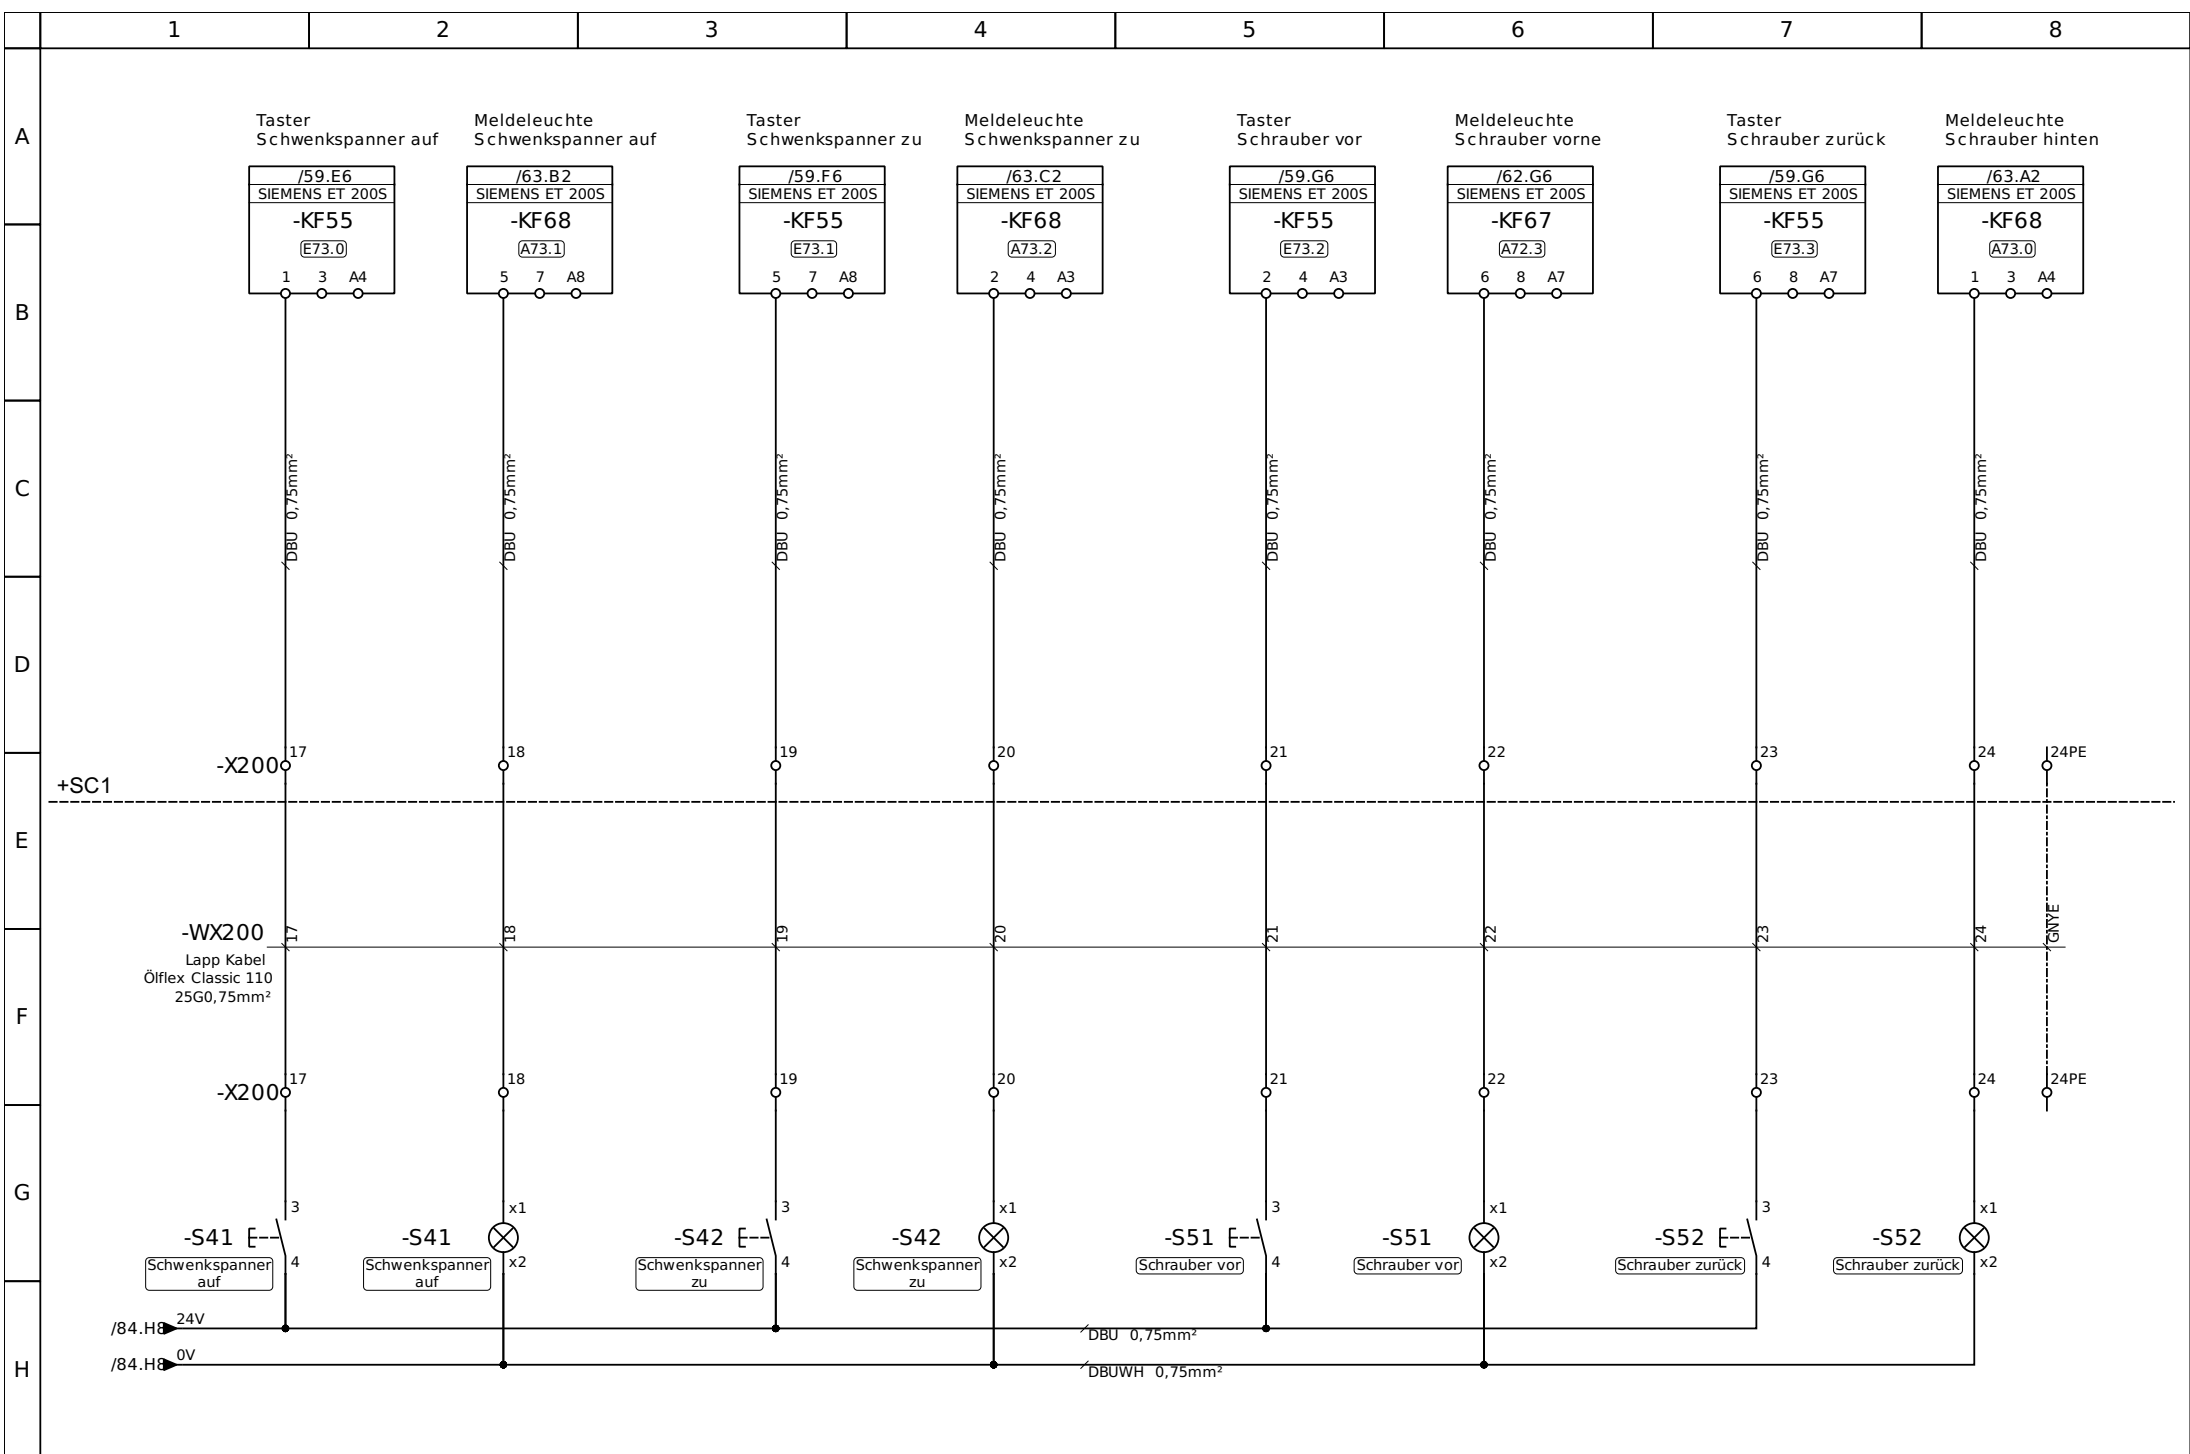 1 2 3 4 5 6 7 8
A
Taster
Schwenkspanner auf
Meldeleuchte
Schwenkspanner auf
Taster
Schwenkspanner zu
Meldeleuchte
Schwenkspanner zu
Taster
Schrauber vor
Meldeleuchte
Schrauber vorne
Taster
Schrauber zurück
Meldeleuchte
Schrauber hinten
/59.E6
SIEMENS ET 200S
-KF55
E73.0
1 3 A4
/63.B2
SIEMENS ET 200S
-KF68
A73.1
5 7 A8
/59.F6
SIEMENS ET 200S
-KF55
E73.1
5 7 A8
/63.C2
SIEMENS ET 200S
-KF68
A73.2
2 4 A3
/59.G6
SIEMENS ET 200S
-KF55
E73.2
2 4 A3
/62.G6
SIEMENS ET 200S
-KF67
A72.3
6 8 A7
/59.G6
SIEMENS ET 200S
-KF55
E73.3
6 8 A7
/63.A2
SIEMENS ET 200S
-KF68
A73.0
1 3 A4
B
C
DBU 0,75mm²
DBU 0,75mm²
DBU 0,75mm²
DBU 0,75mm²
DBU 0,75mm²
DBU 0,75mm²
DBU 0,75mm²
DBU 0,75mm²
D
-X200 17 18 19 20 21 22 23 24 24PE
+SC1
E
-WX200 17 18 19 20 21 22 23 24 GNYE
Lapp Kabel
Ölflex Classic 110
25G0,75mm²
F
-X200 17 18 19 20 21 22 23 24 24PE
G
-S41 3 4
Schwenkspanner
auf
-S41 x1 x2
Schwenkspanner
auf
-S42 3 4
Schwenkspanner
zu
-S42 x1 x2
Schwenkspanner
zu
-S51 3 4
Schrauber vor
-S51 x1 x2
Schrauber vor
-S52 3 4
Schrauber zurück
-S52 x1 x2
Schrauber zurück
/84.H8 24V
DBU 0,75mm²
/84.H8 0V
DBUWH 0,75mm²
H